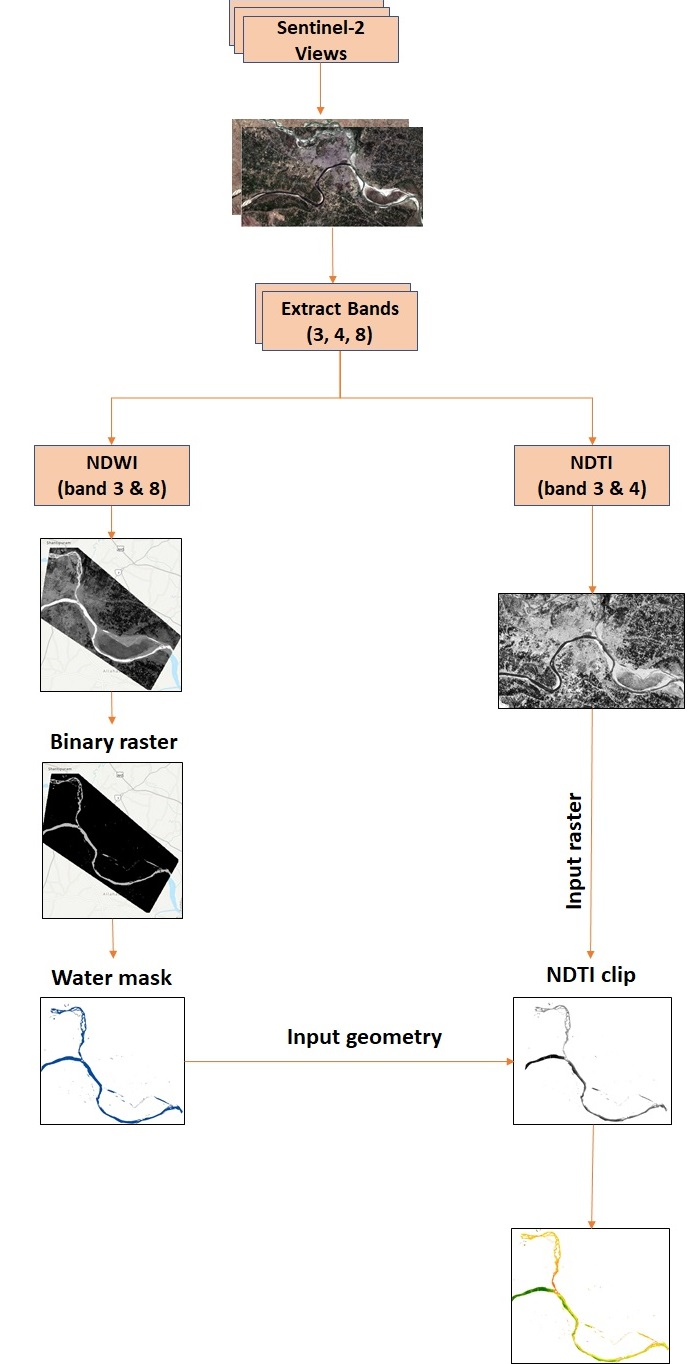 Sentinel-2
Views
Extract Bands
(3, 4, 8)
NDWI
(band 3 & 8)
NDTI
(band 3 & 4)
Binary raster
Input raster
Water mask
NDTI clip
Input geometry